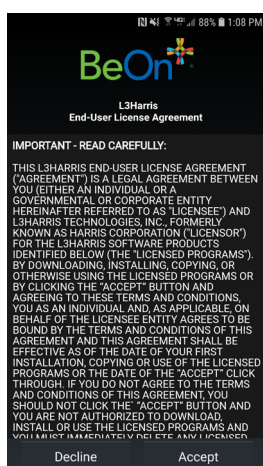 88% 1:08 PM
BeOn
L3Harris
End-User License Agreement
IMPORTANT - READ CAREFULLY:
THIS L3HARRIS END-USER LICENSE AGREEMENT
("AGREEMENT") IS A LEGAL AGREEMENT BETWEEN
YOU (EITHER AN INDIVIDUAL OR A
GOVERNMENTAL OR CORPORATE ENTITY
HEREINAFTER REFERRED TO AS "LICENSEE") AND
L3HARRIS TECHNOLOGIES, INC., FORMERLY
KNOWN AS HARRIS CORPORATION ("LICENSOR")
FOR THE L3HARRIS SOFTWARE PRODUCTS
IDENTIFIED BELOW (THE "LICENSED PROGRAMS").
BY DOWNLOADING, INSTALLING, COPYING, OR
OTHERWISE USING THE LICENSED PROGRAMS OR
BY CLICKING THE "ACCEPT" BUTTON AND
AGREEING TO THESE TERMS AND CONDITIONS,
YOU AS AN INDIVIDUAL AND, AS APPLICABLE, ON
BEHALF OF THE LICENSEE ENTITY AGREES TO BE
BOUND BY THE TERMS AND CONDITIONS OF THIS
AGREEMENT AND THIS AGREEMENT SHALL BE
EFFECTIVE AS OF THE DATE OF YOUR FIRST
INSTALLATION, COPYING OR USE OF THE LICENSED
PROGRAMS OR THE DATE OF THE "ACCEPT" CLICK
THROUGH. IF YOU DO NOT AGREE TO THE TERMS
AND CONDITIONS OF THIS AGREEMENT, YOU
SHOULD NOT CLICK THE` "ACCEPT" BUTTON AND
YOU ARE NOT AUTHORIZED TO DOWNLOAD,
INSTALL OR USE THE LICENSED PROGRAMS AND
YOU MUST IMMEDIATELY DELETE ANY LICENSED
Decline Accept